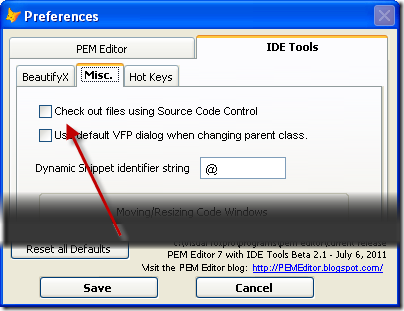 Preferences
PEM Editor
IDE Tools
BeautifyX
Misc.
Hot Keys
Check out files using Source Code Control
Use default VFP dialog when changing parent class.
Dynamic Snippet identifier string
@
Moving/Resizing Code Windows
Reset all Defaults
PEM Editor 7 with IDE Tools Beta 2.1 - July 6, 2011
Visit the PEM Editor blog: http://PEMEditor.blogspot.com/
Save
Cancel